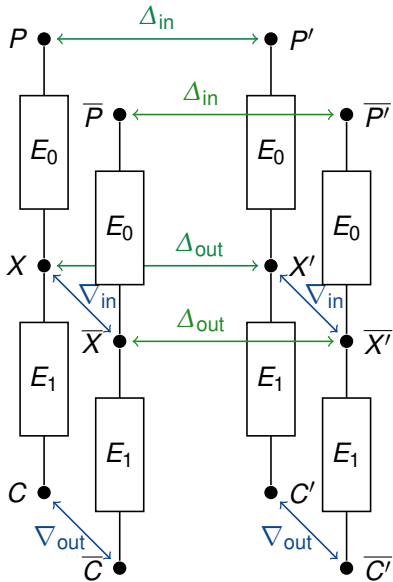 P Δin P′
P̅ Δin P̅′
E0 E0
E0 E0
X Δout X′
∇in ∇in
X̅ Δout X̅′
E1 E1
E1 E1
C C′
∇out ∇out
C̅ C̅′